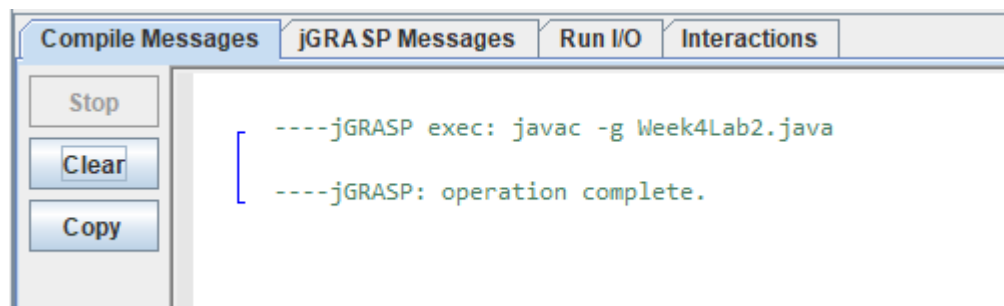 Compile Messages jGRASP Messages Run I/O Interactions
Stop
Clear
Copy
----jGRASP exec: javac -g Week4Lab2.java
----jGRASP: operation complete.